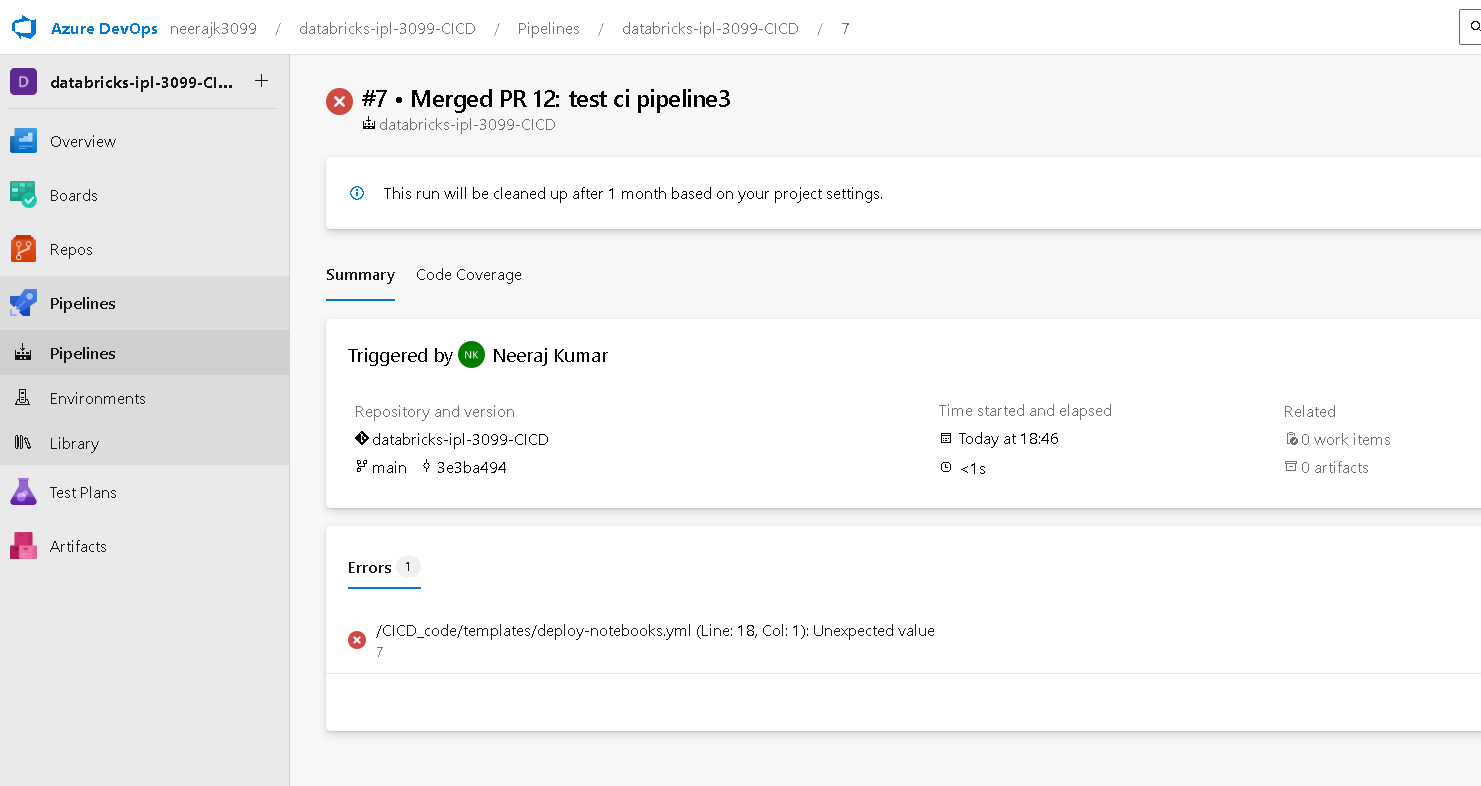 Azure DevOps neerajk3099 / databricks-ipl-3099-CICD / Pipelines / databricks-ipl-3099-CICD / 7
D databricks-ipl-3099-CI... +
Overview
Boards
Repos
Pipelines
Pipelines
Environments
Library
Test Plans
Artifacts
#7 • Merged PR 12: test ci pipeline3
databricks-ipl-3099-CICD
This run will be cleaned up after 1 month based on your project settings.
Summary Code Coverage
Triggered by NK Neeraj Kumar
Repository and version Time started and elapsed Related
databricks-ipl-3099-CICD Today at 18:46 0 work items
main 3e3ba494 <1s 0 artifacts
Errors 1
/CICD_code/templates/deploy-notebooks.yml (Line: 18, Col: 1): Unexpected value
7